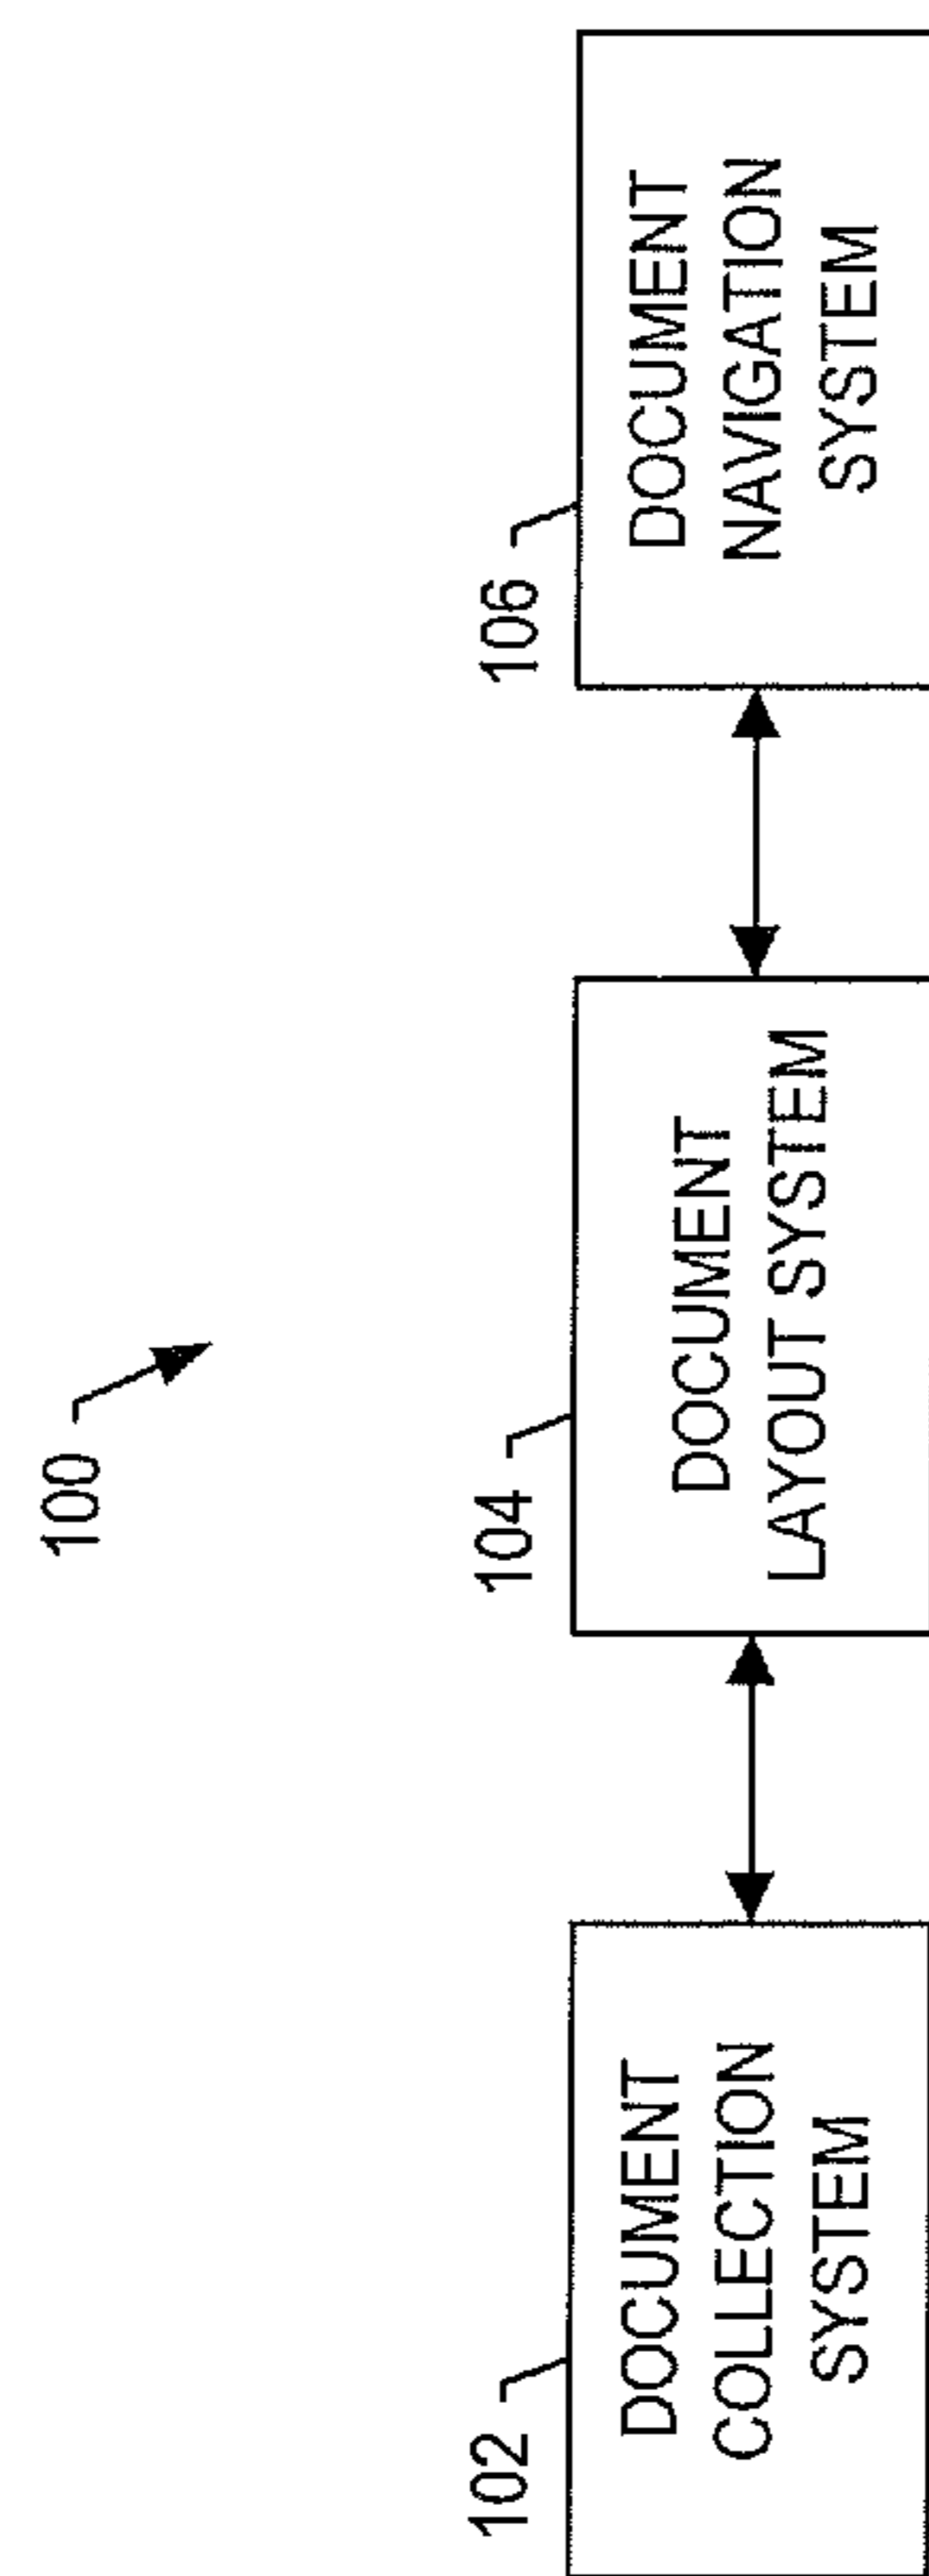 100
102
DOCUMENT
COLLECTION
SYSTEM
104
DOCUMENT
LAYOUT SYSTEM
106
DOCUMENT
NAVIGATION
SYSTEM